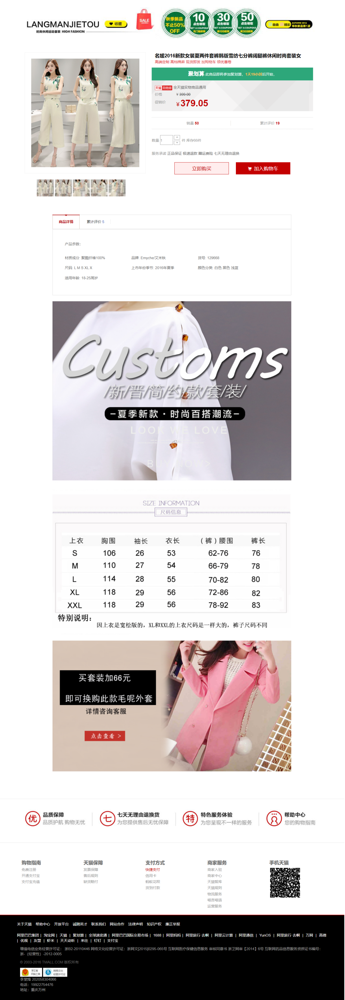 LANGMANJIETOU
收藏
时尚休闲运动套装 HIGH FASHION
SALE
秋季新品
不止50%
OFF
10
点击领取
GET A COUPONS
无门槛使用
30
点击领取
GET A COUPONS
满199使用
50
点击领取
GET A COUPONS
满368使用
自由 精彩
AUTUMN 2016
早秋新品第1波
名媛2016新款女装夏两件套裤韩版雪纺七分裤阔腿裤休闲时尚套装女
高端定制 高档棉麻 现货即发 加购物车 领优惠卷
聚划算 此商品即将参加聚划算，1天19小时后开始，
天猫 购物券 全天猫实物商品通用
价格 ¥ 399.00
促销价 ¥ 379.05
销量 50
累计评价 19
数量 1 件 库存66件
服务承诺 正品保证 极速退款 赠运费险 七天无理由退换
立即购买
加入购物车
商品详情
累计评价 5
产品参数：
材质成分: 聚酯纤维100%
品牌: Emyche/艾米秋
货号: 129668
尺码: L M S XL X
上市年份季节: 2016年夏季
颜色分类: 白色 黑色 浅蓝
适用年龄: 18-25周岁
Customs
/新/晋/简/约/款/套/装/
–夏季新款·时尚百搭潮流–
LOOK WE LOVE
SIZE INFORMATION
尺码信息
上衣 胸围 袖长 衣长 （裤）腰围 裤长
S 106 26 53 62-76 76
M 110 27 54 66-79 78
L 114 28 55 70-82 80
XL 118 29 56 72-86 82
XXL 118 29 56 78-92 83
特别说明：
因上衣是宽松版的，XL和XXL的上衣尺码是一样大的，裤子尺码不同
买套装加66元
即可换购此款毛呢外套
详情咨询客服
点击查看 >
优
品质保障
品质护航 购物无忧
七
七天无理由退换货
为您提供售后无忧保障
特
特色服务体验
为您呈现不一样的服务
帮助中心
您的购物指南
购物指南
免费注册
开通支付宝
支付宝充值
天猫保障
发票保障
售后规则
缺货赔付
支付方式
快捷支付
信用卡
蚂蚁花呗
货到付款
商家服务
商家入驻
商家中心
天猫智库
天猫规则
物流服务
喵言喵语
运营服务
手机天猫
关于天猫 帮助中心 开放平台 诚聘英才 联系我们 网站合作 法律声明 知识产权 廉正举报
阿里巴巴集团 | 淘宝网 | 天猫 | 聚划算 | 全球速卖通 | 阿里巴巴国际交易市场 | 1688 | 阿里妈妈 | 阿里旅行·去啊 | 阿里云计算 | 阿里通信 | YunOS | 阿里旅行·去啊 | 万网 | 高德
| 优视 | 友盟 | 虾米 | 天天动听 | 来往 | 钉钉 | 支付宝
增值电信业务经营许可证： 浙B2-20110446 网络文化经营许可证：浙网文[2015]0295-065号 互联网医疗保健信息服务 审核同意书 浙卫网审【2014】6号 互联网药品信息服务资质证书编号：
浙-（经营性）-2012-0005
© 2003-2016 TMALL.COM 版权所有
浙江省
网络工商
网络文化
经营许可证
李堂烽 202058304066
电话：19922754476
地址：重庆万州